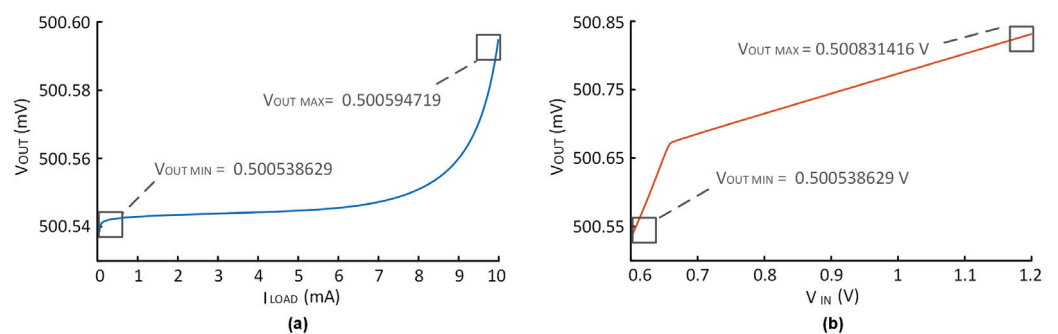 500.60
500.58
500.56
500.54
VOUT (mV)
VOUT MAX= 0.500594719
VOUT MIN = 0.500538629
0 1 2 3 4 5 6 7 8 9 10
I LOAD (mA)
(a)
500.85
500.75
500.65
500.55
VOUT (mV)
VOUT MAX = 0.500831416 V
VOUT MIN = 0.500538629 V
0.6 0.7 0.8 0.9 1 1.1 1.2
V IN (V)
(b)